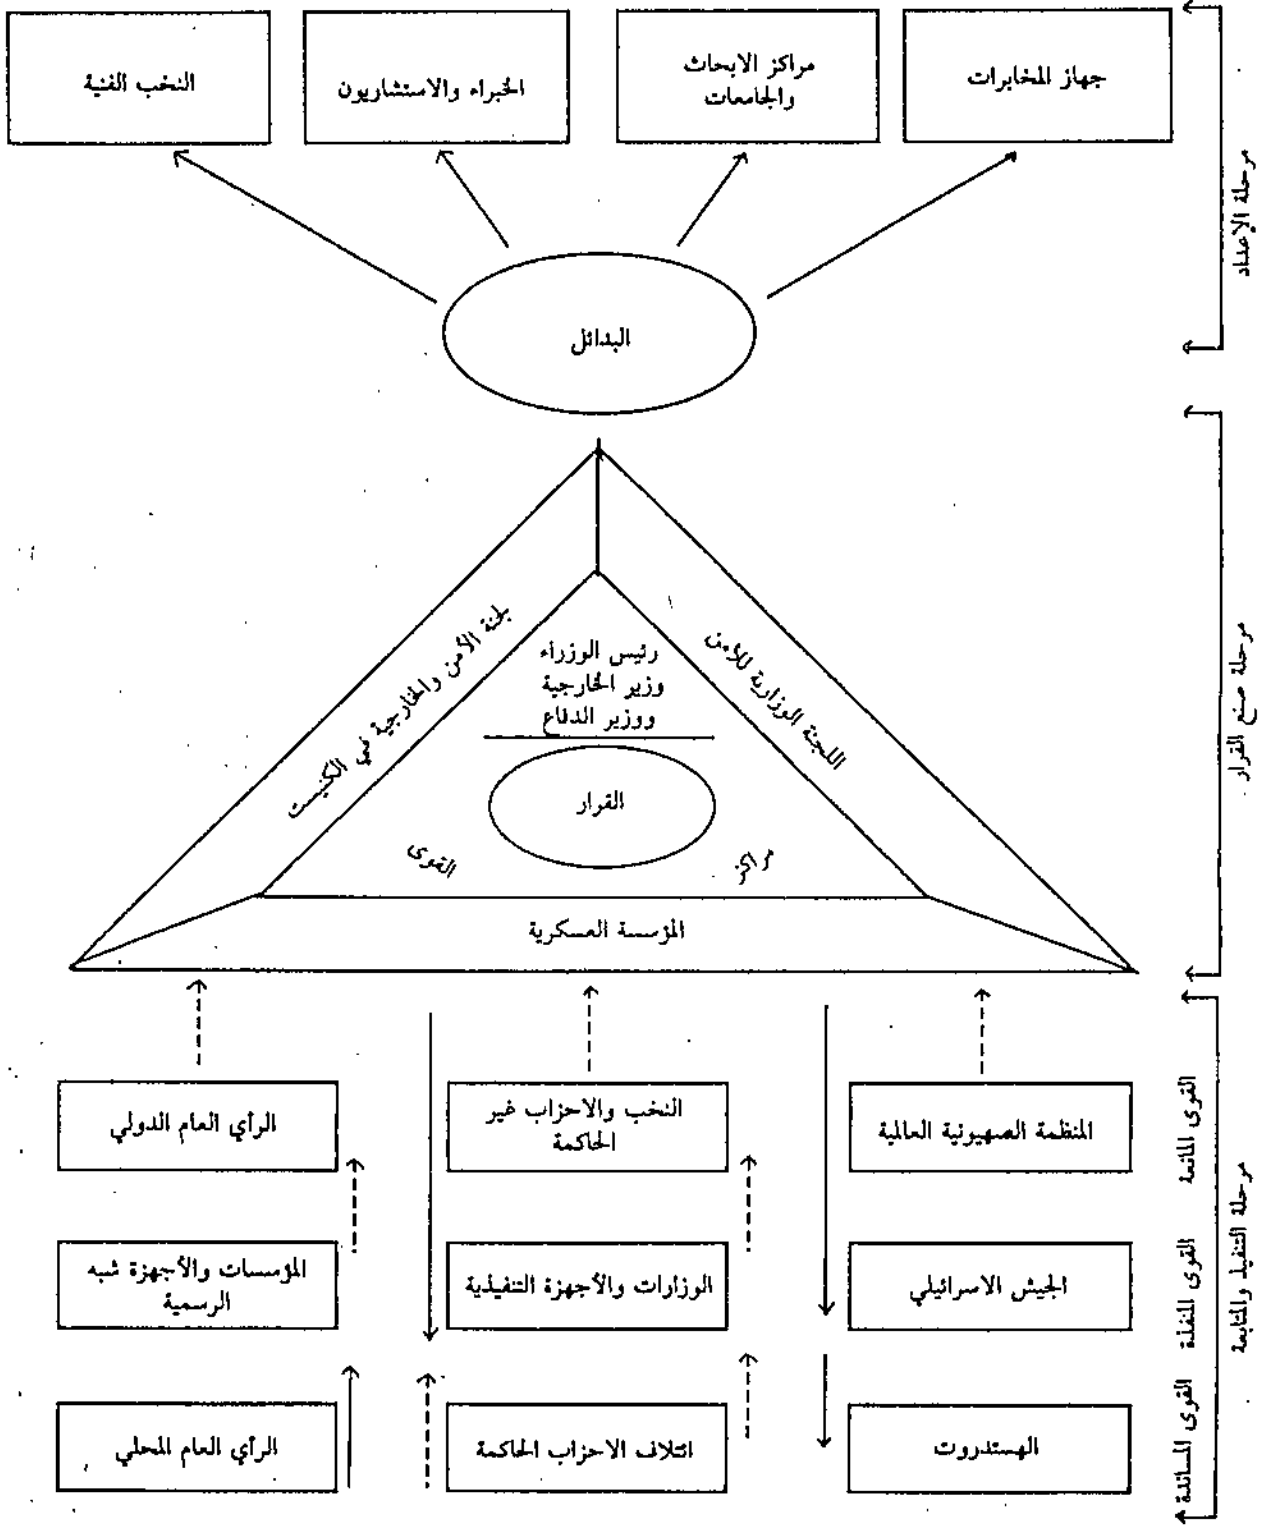 جهاز المخابرات
مراكز الابحاث
والجامعات
الخبراء والاستشاريون
النخب الفنية
مرحلة الإعداد
البدائل
مرحلة صنع القرار
اللجنة الوزارية للأمن
لجنة الأمن والخارجية في الكنيست
رئيس الوزراء
وزير الخارجية
ووزير الدفاع
القرار
مراكز
القوى
المؤسسة العسكرية
مرحلة التنفيذ والمتابعة
القوى المانعة
المنظمة الصهيونية العالمية
النخب والاحزاب غير
الحاكمة
الرأي العام الدولي
القوى المنفذة
الجيش الاسرائيلي
الوزارات والأجهزة التنفيذية
المؤسسات والأجهزة شبه
الرسمية
القوى المساندة
الهستدروت
ائتلاف الاحزاب الحاكمة
الرأي العام المحلي